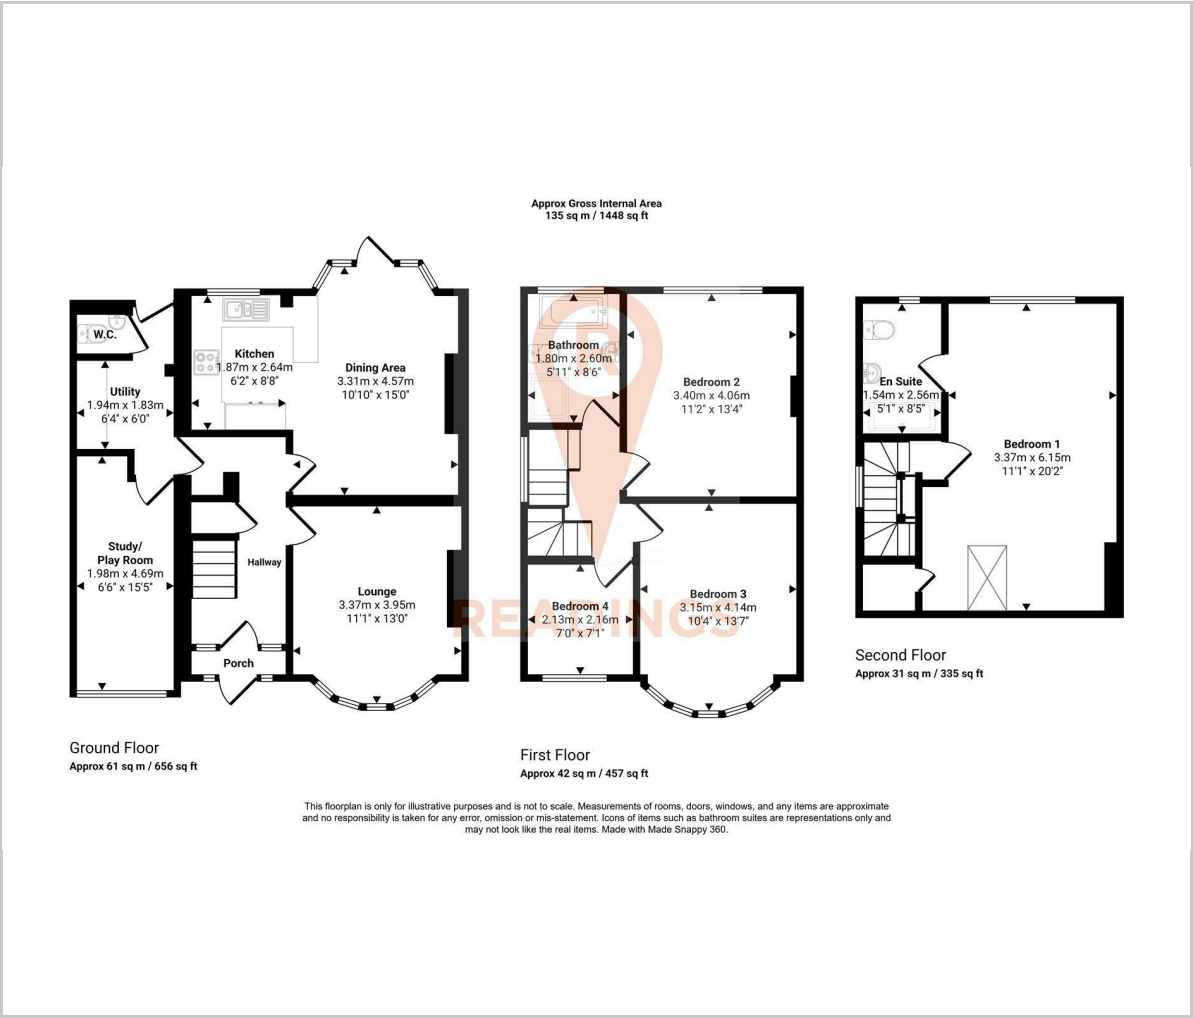 Approx Gross Internal Area
135 sq m / 1448 sq ft
W.C.
Utility
1.94m x 1.83m
6'4" x 6'0"
Kitchen
1.87m x 2.64m
6'2" x 8'8"
Dining Area
3.31m x 4.57m
10'10" x 15'0"
Study/
Play Room
1.98m x 4.69m
6'6" x 15'5"
Hallway
Lounge
3.37m x 3.95m
11'1" x 13'0"
Porch
Ground Floor
Approx 61 sq m / 656 sq ft
Bathroom
1.80m x 2.60m
5'11" x 8'6"
Bedroom 2
3.40m x 4.06m
11'2" x 13'4"
Bedroom 4
2.13m x 2.16m
7'0" x 7'1"
Bedroom 3
3.15m x 4.14m
10'4" x 13'7"
R
READINGS
First Floor
Approx 42 sq m / 457 sq ft
En Suite
1.54m x 2.56m
5'1" x 8'5"
Bedroom 1
3.37m x 6.15m
11'1" x 20'2"
Second Floor
Approx 31 sq m / 335 sq ft
This floorplan is only for illustrative purposes and is not to scale. Measurements of rooms, doors, windows, and any items are approximate
and no responsibility is taken for any error, omission or mis-statement. Icons of items such as bathroom suites are representations only and
may not look like the real items. Made with Made Snappy 360.